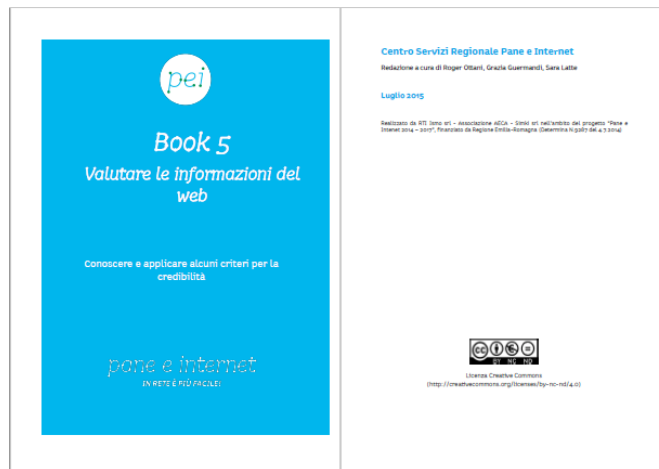 pei
Book 5
Valutare le informazioni del
web
Conoscere e applicare alcuni criteri per la
credibilità
pane e internet
IN RETE È PIÙ FACILE!
Centro Servizi Regionale Pane e Internet
Redazione a cura di Roger Ottani, Grazia Guermandi, Sara Latte
Luglio 2015
Realizzato da RTI Ismo srl – Associazione AECA – Simki srl nell'ambito del progetto "Pane e
Internet 2014 – 2017", finanziato da Regione Emilia-Romagna (Determina N.9287 del 4.7.2014)
cc
BY NC ND
Licenza Creative Commons
(http://creativecommons.org/licenses/by-nc-nd/4.0)